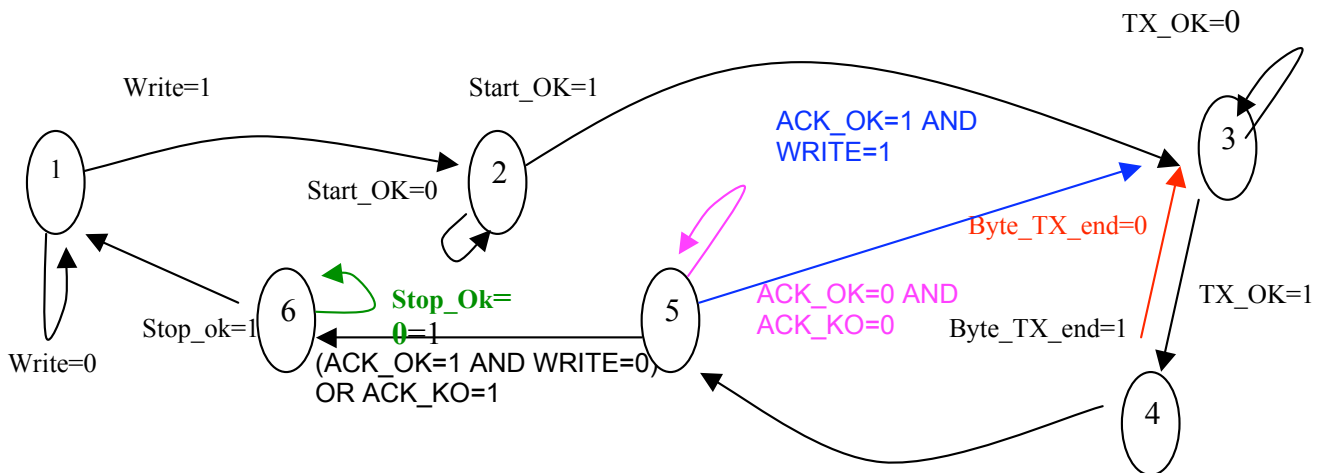 TX_OK=0
Write=1
Start_OK=1
ACK_OK=1 AND
WRITE=1
1
2
3
Start_OK=0
Byte_TX_end=0
6
Stop_Ok=
0=1
5
ACK_OK=0 AND
ACK_KO=0
TX_OK=1
Stop_ok=1
Byte_TX_end=1
Write=0
(ACK_OK=1 AND WRITE=0)
OR ACK_KO=1
4